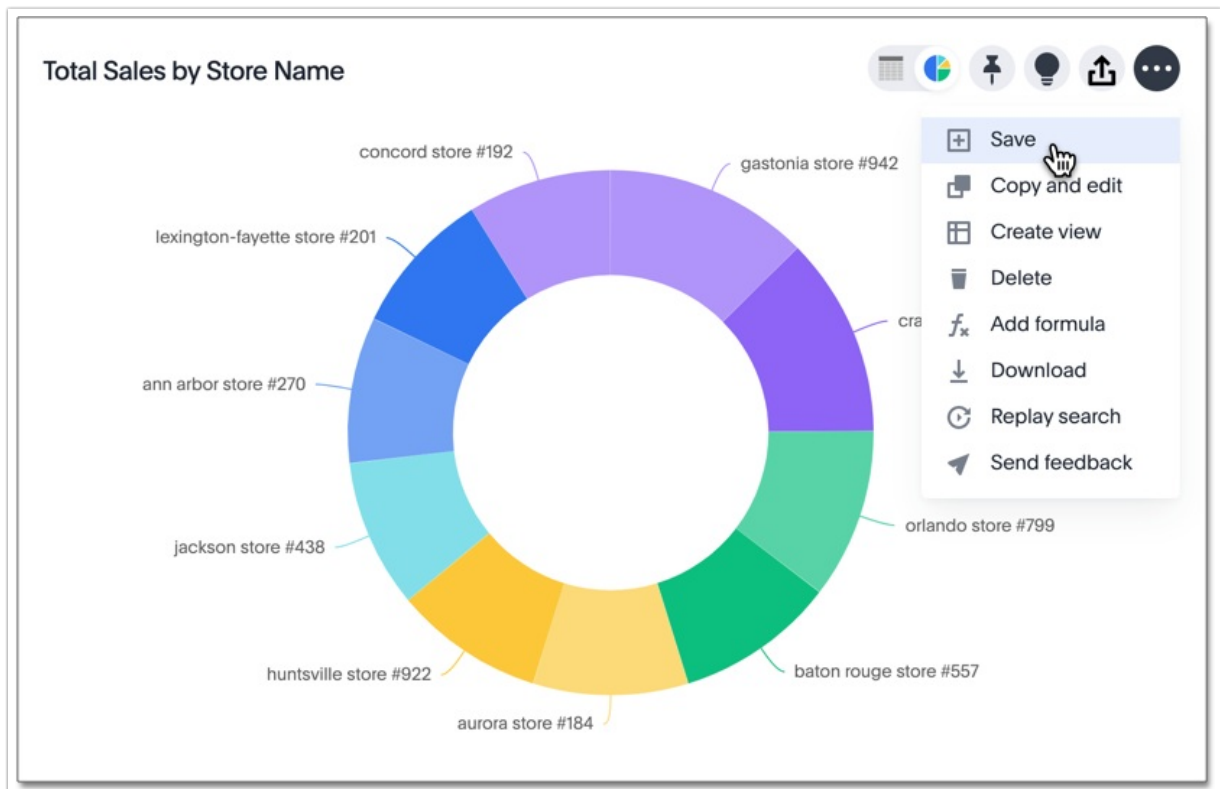 Total Sales by Store Name
Save
Copy and edit
Create view
Delete
Add formula
Download
Replay search
Send feedback
concord store #192
gastonia store #942
lexington-fayette store #201
cra
ann arbor store #270
orlando store #799
jackson store #438
baton rouge store #557
huntsville store #922
aurora store #184